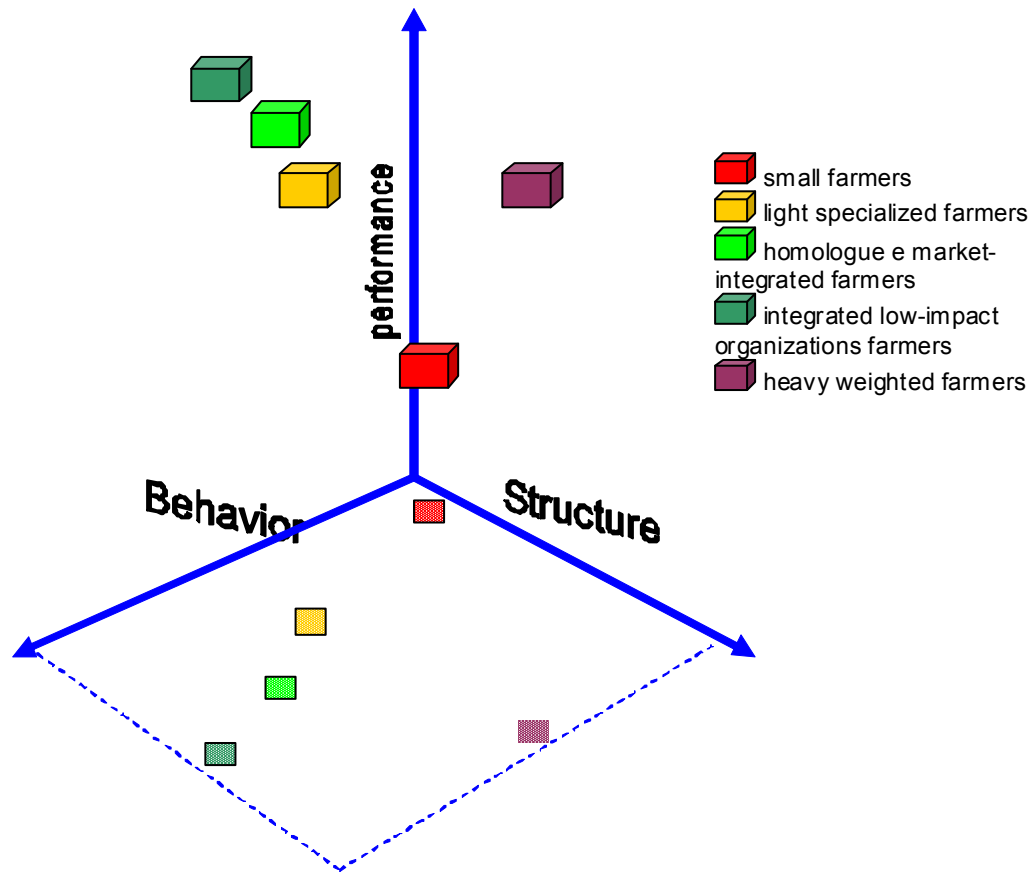 performance
small farmers
light specialized farmers
homologue e market-
integrated farmers
integrated low-impact
organizations farmers
heavy weighted farmers
Behavior
Structure